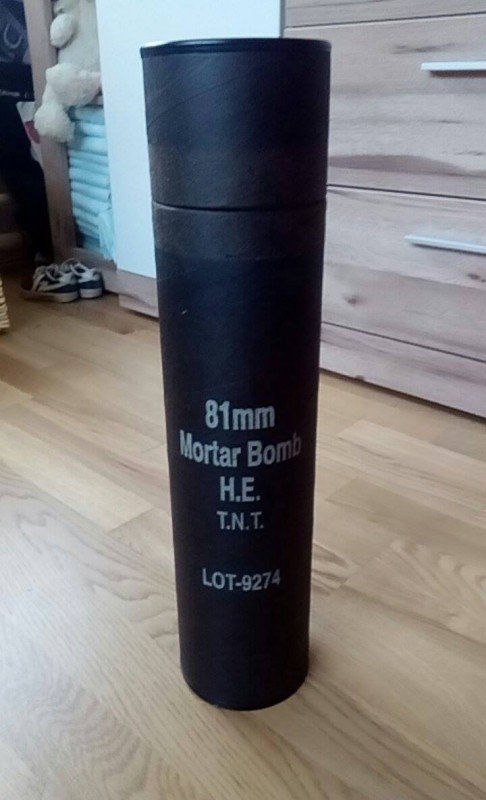 81mm
Mortar Bomb
H.E.
T.N.T.
LOT-9274